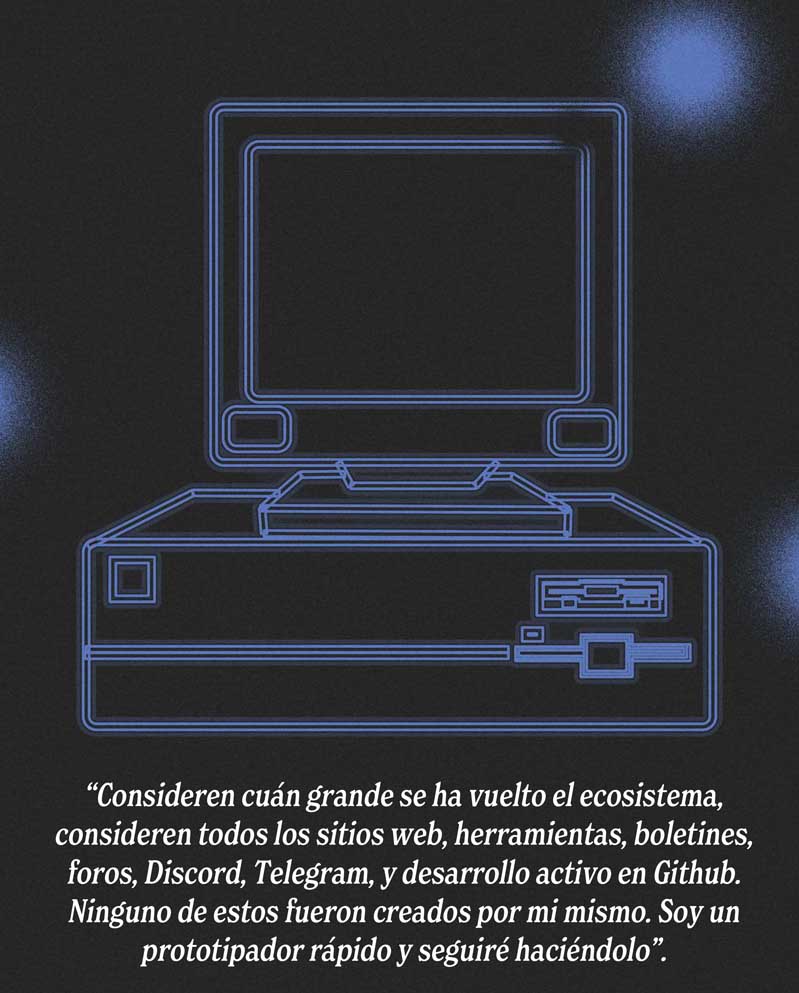 “Consideren cuán grande se ha vuelto el ecosistema,
consideren todos los sitios web, herramientas, boletines,
foros, Discord, Telegram, y desarrollo activo en Github.
Ninguno de estos fueron creados por mi mismo. Soy un
prototipador rápido y seguiré haciéndolo”.